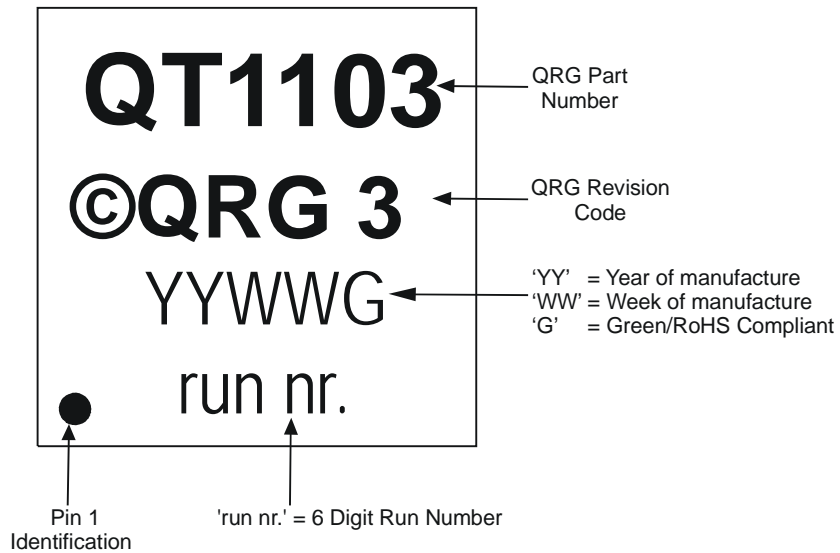 QT1103
QRG Part
Number
©QRG 3
QRG Revision
Code
YYWWG
‘YY’ = Year of manufacture
‘WW’ = Week of manufacture
‘G’ = Green/RoHS Compliant
run nr.
Pin 1
Identification
'run nr.' = 6 Digit Run Number